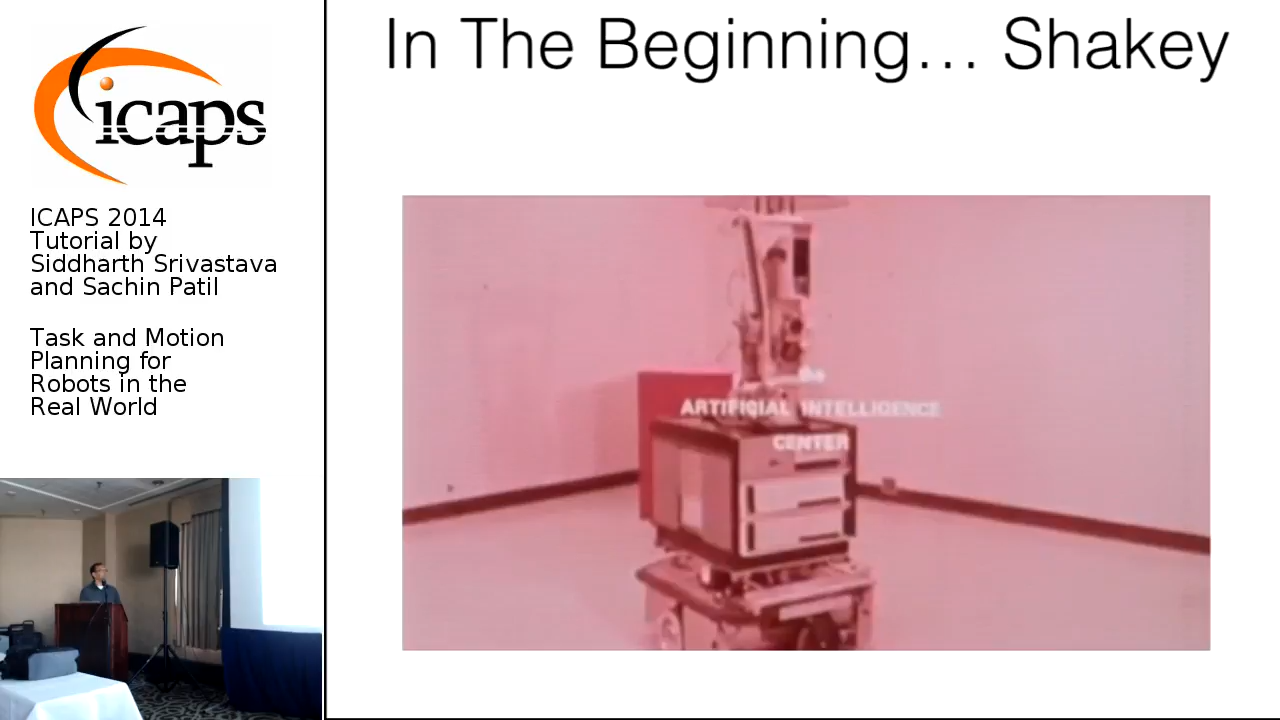 In The Beginning... Shakey
icaps
ICAPS 2014
Tutorial by
Siddharth Srivastava
and Sachin Patil
Task and Motion
Planning for
Robots in the
Real World
the
ARTIFICIAL INTELLIGENCE
CENTER